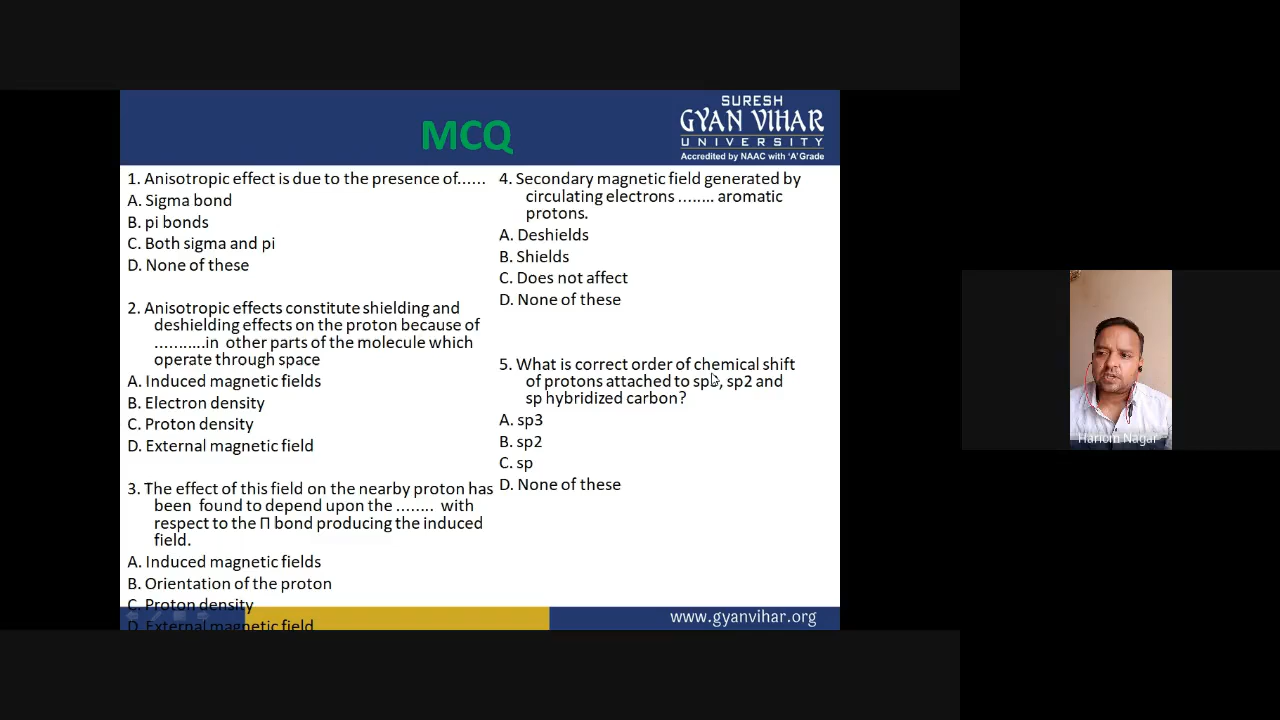 MCQ
SURESH
GYAN VIHAR
UNIVERSITY
Accredited by NAAC with 'A' Grade
1. Anisotropic effect is due to the presence of......
A. Sigma bond
B. pi bonds
C. Both sigma and pi
D. None of these
2. Anisotropic effects constitute shielding and
deshielding effects on the proton because of
...........in other parts of the molecule which
operate through space
A. Induced magnetic fields
B. Electron density
C. Proton density
D. External magnetic field
3. The effect of this field on the nearby proton has
been found to depend upon the ........ with
respect to the Π bond producing the induced
field.
A. Induced magnetic fields
B. Orientation of the proton
C. Proton density
D. External magnetic field
4. Secondary magnetic field generated by
circulating electrons ........ aromatic
protons.
A. Deshields
B. Shields
C. Does not affect
D. None of these
5. What is correct order of chemical shift
of protons attached to sp3, sp2 and
sp hybridized carbon?
A. sp3
B. sp2
C. sp
D. None of these
www.gyanvihar.org
Hariom Nagar